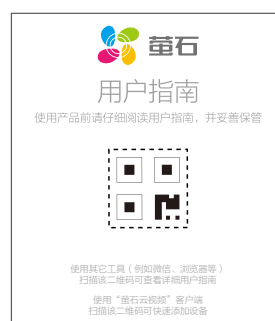 萤石
用户指南
使用产品前请仔细阅读用户指南，并妥善保管
使用其它工具（例如微信、浏览器等）
扫描该二维码可查看详细用户指南
使用“萤石云视频”客户端
扫描该二维码可快速添加设备